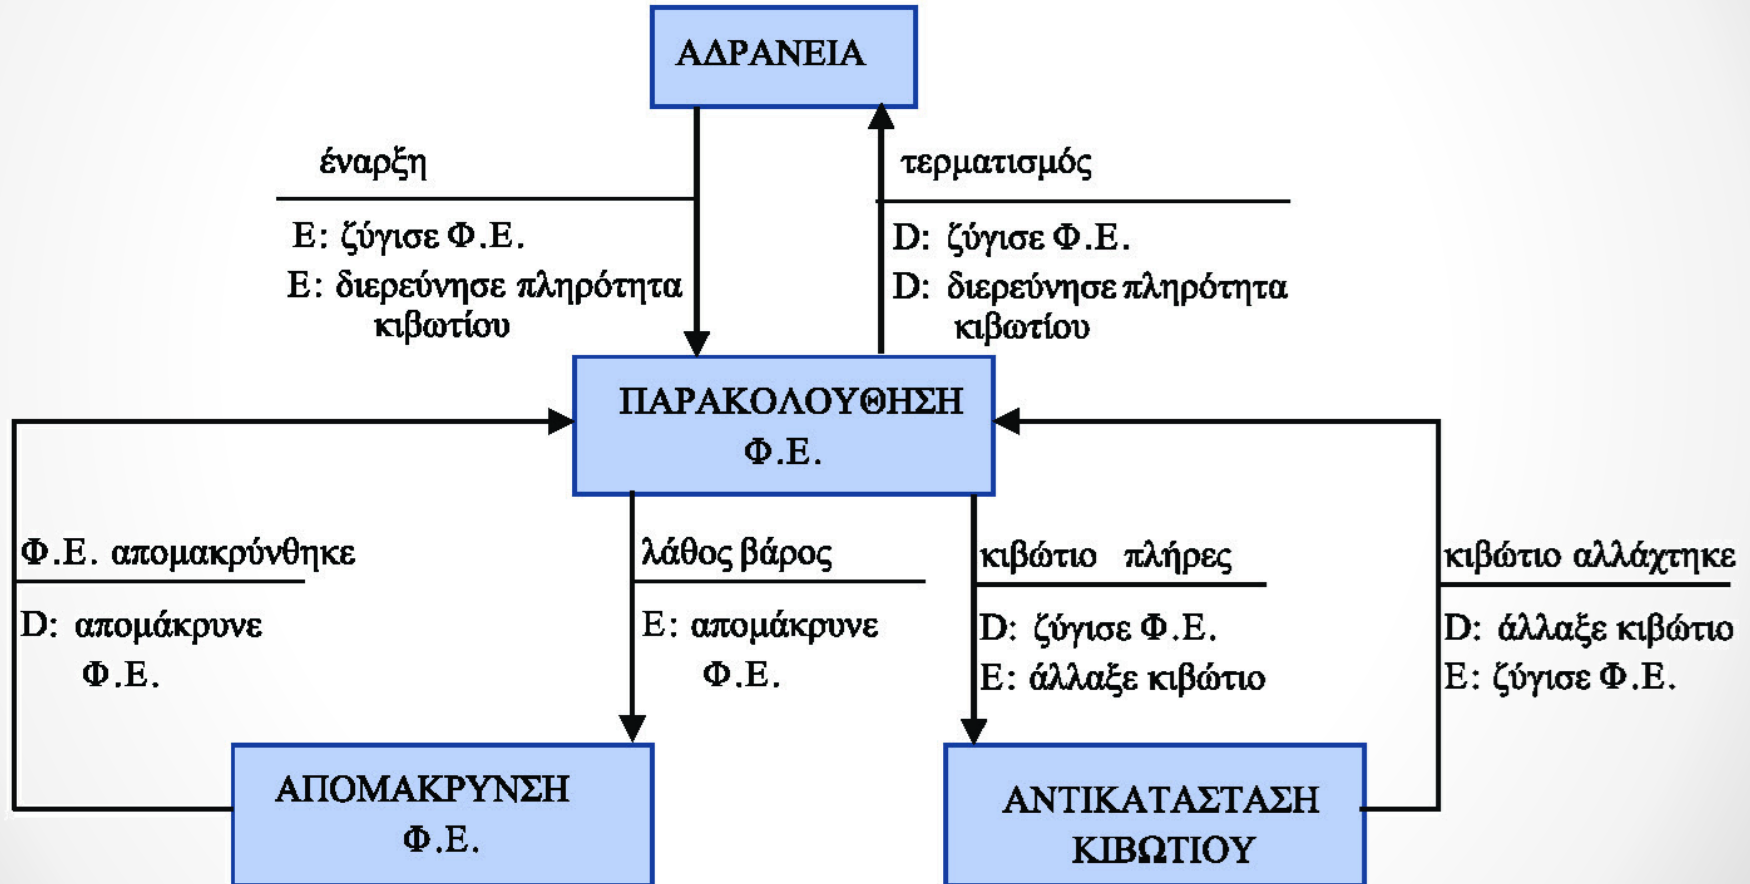 ΑΔΡΑΝΕΙΑ
έναρξη
E: ζύγισε Φ.Ε.
E: διερεύνησε πληρότητα
κιβωτίου
τερματισμός
D: ζύγισε Φ.Ε.
D: διερεύνησε πληρότητα
κιβωτίου
ΠΑΡΑΚΟΛΟΥΘΗΣΗ
Φ.Ε.
Φ.Ε. απομακρύνθηκε
D: απομάκρυνε
Φ.Ε.
λάθος βάρος
E: απομάκρυνε
Φ.Ε.
κιβώτιο πλήρες
D: ζύγισε Φ.Ε.
E: άλλαξε κιβώτιο
κιβώτιο αλλάχτηκε
D: άλλαξε κιβώτιο
E: ζύγισε Φ.Ε.
ΑΠΟΜΑΚΡΥΝΣΗ
Φ.Ε.
ΑΝΤΙΚΑΤΑΣΤΑΣΗ
ΚΙΒΩΤΙΟΥ